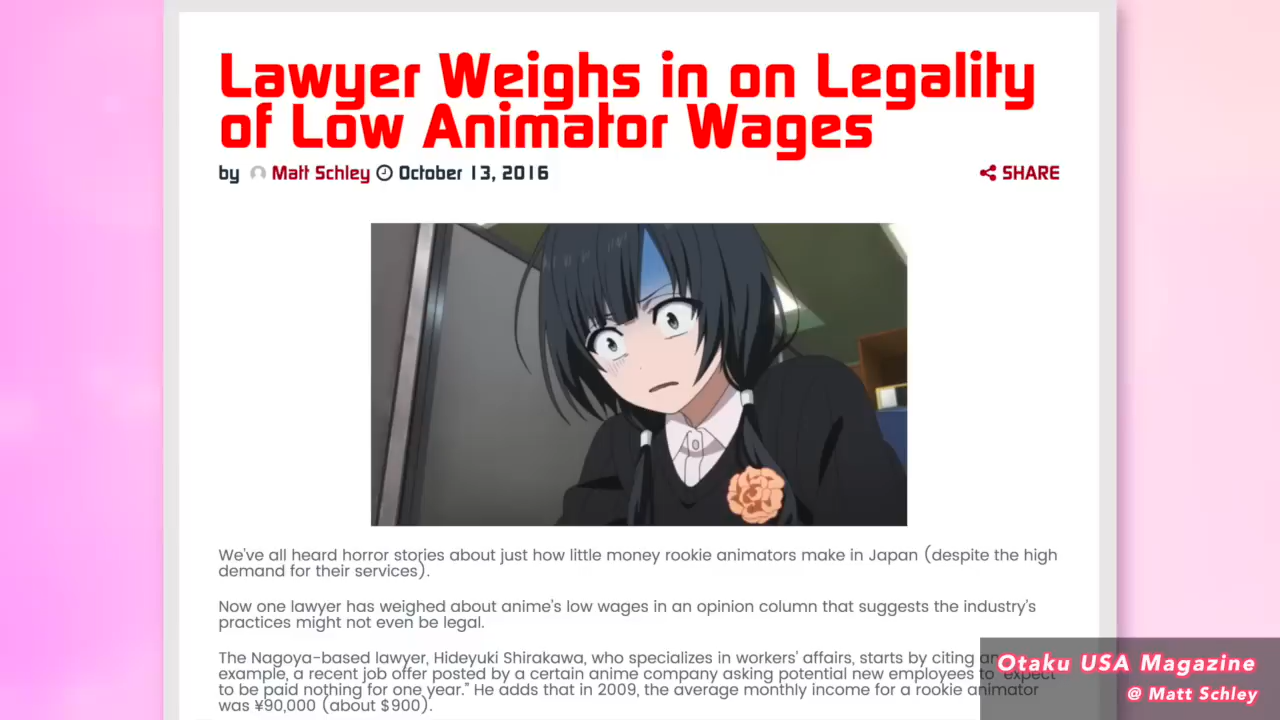 Lawyer Weighs in on Legality
of Low Animator Wages
by Matt Schley October 13, 2016
SHARE
We've all heard horror stories about just how little money rookie animators make in Japan (despite the high
demand for their services).
Now one lawyer has weighed about anime's low wages in an opinion column that suggests the industry's
practices might not even be legal.
The Nagoya-based lawyer, Hideyuki Shirakawa, who specializes in workers' affairs, starts by citing an
example, a recent job offer posted by a certain anime company asking potential new employees to "expect
to be paid nothing for one year." He adds that in 2009, the average monthly income for a rookie animator
was ¥90,000 (about $900).
Otaku USA Magazine
@ Matt Schley